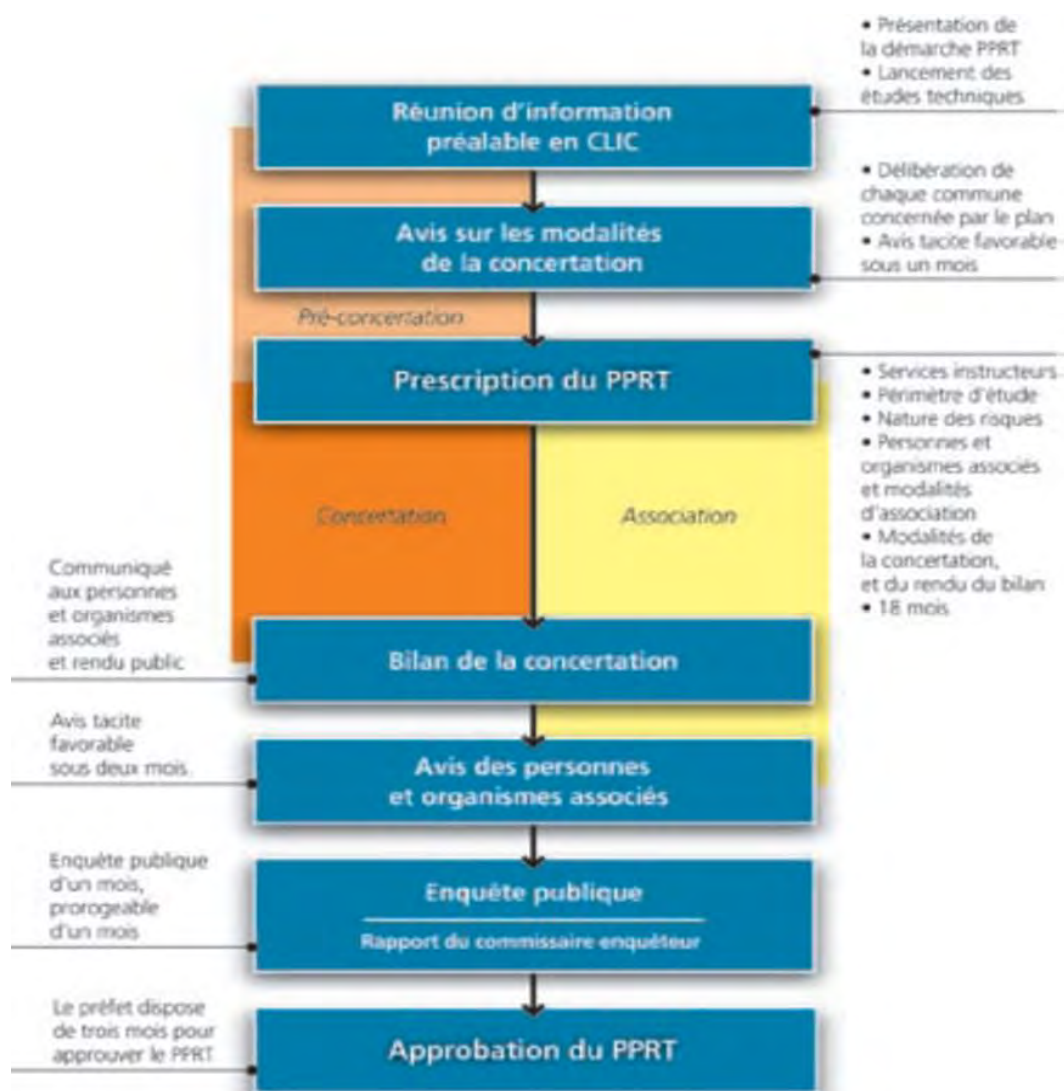 • Présentation de
la démarche PPRT
• Lancement des
études techniques
Réunion d'information
préalable en CLIC
• Délibération de
chaque commune
concernée par le plan
• Avis tacite favorable
sous un mois
Avis sur les modalités
de la concertation
Pré-concertation
Prescription du PPRT
• Services instructeurs
• Périmètre d'étude
• Nature des risques
• Personnes et
organismes associés
et modalités
d'association
• Modalités de
la concertation,
et du rendu du bilan
• 18 mois
Concertation
Association
Communiqué
aux personnes
et organismes
associés
et rendu public
Bilan de la concertation
Avis tacite
favorable
sous deux mois
Avis des personnes
et organismes associés
Enquête publique
d'un mois,
prorogeable
d'un mois
Enquête publique
Rapport du commissaire enquêteur
Le préfet dispose
de trois mois pour
approuver le PPRT
Approbation du PPRT